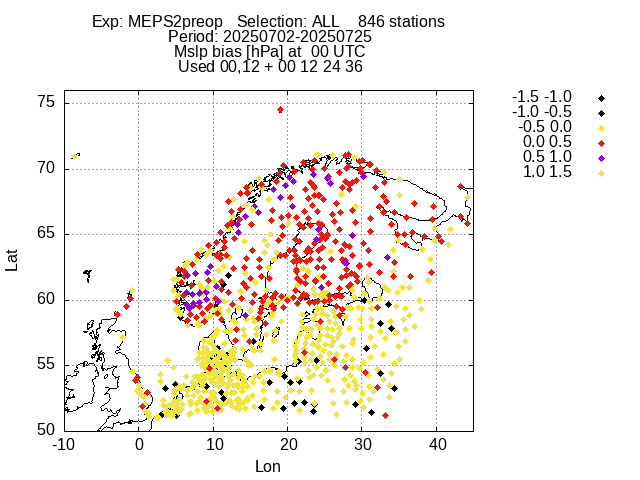 Exp: MEPS2preop   Selection: ALL    846 stations
Period: 20250702-20250725
Mslp bias [hPa] at  00 UTC
Used 00,12 + 00 12 24 36
-1.5 -1.0
-1.0 -0.5
-0.5 0.0
0.0 0.5
0.5 1.0
1.0 1.5
75
70
65
60
55
50
Lat
-10 0 10 20 30 40
Lon